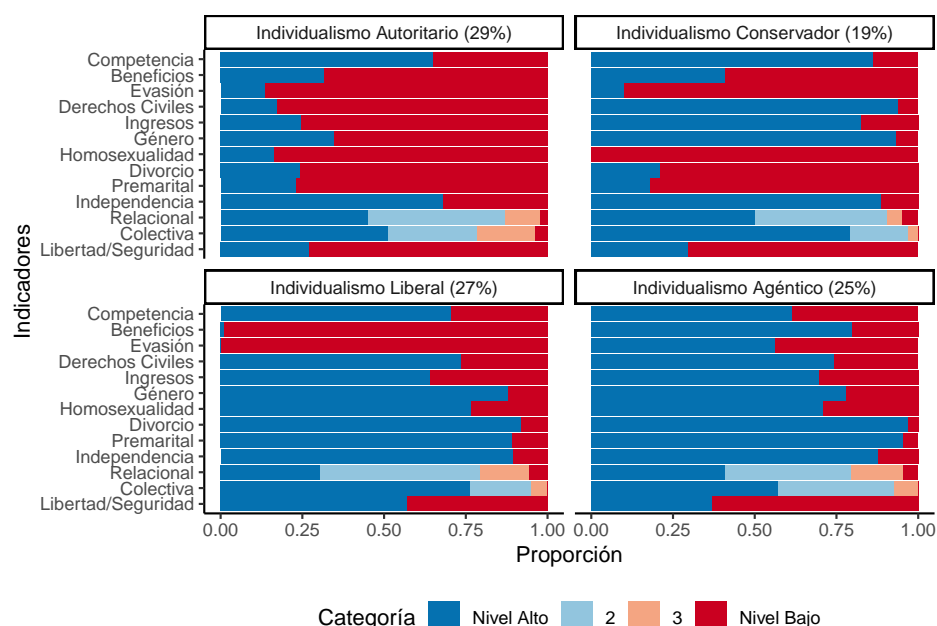 Individualismo Autoritario (29%)
Individualismo Conservador (19%)
Competencia
Beneficios
Evasión
Derechos Civiles
Ingresos
Género
Homosexualidad
Divorcio
Premarital
Independencia
Relacional
Colectiva
Libertad/Seguridad
Individualismo Liberal (27%)
Individualismo Agéntico (25%)
Competencia
Beneficios
Evasión
Derechos Civiles
Ingresos
Género
Homosexualidad
Divorcio
Premarital
Independencia
Relacional
Colectiva
Libertad/Seguridad
Indicadores
0.00 0.25 0.50 0.75 1.00
0.00 0.25 0.50 0.75 1.00
Proporción
Categoría Nivel Alto 2 3 Nivel Bajo